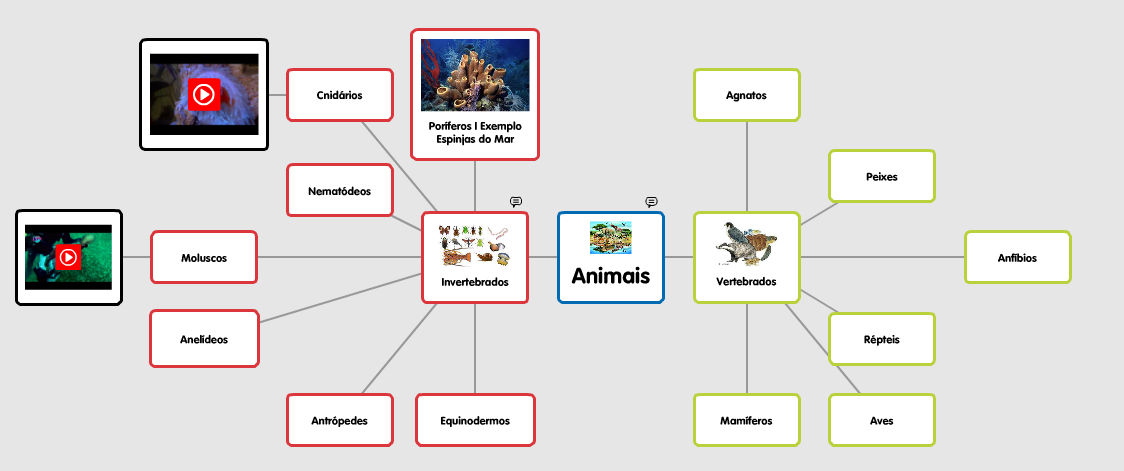 Cnidários
Poríferos | Exemplo
Espinjas do Mar
Agnatos
Nematódeos
Peixes
Moluscos
Invertebrados
Animais
Vertebrados
Anfíbios
Anelídeos
Répteis
Antrópedes
Equinodermos
Mamíferos
Aves